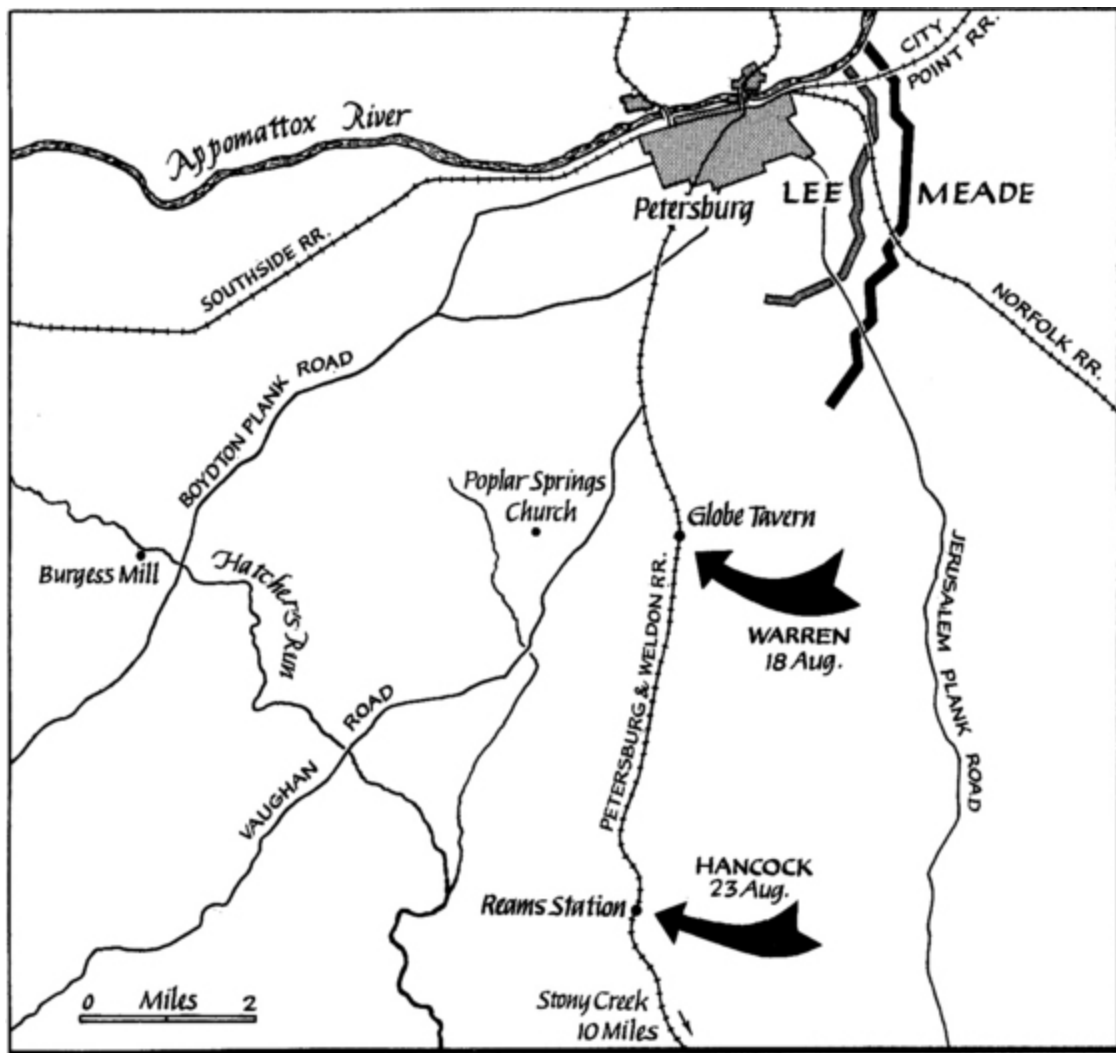 CITY
POINT RR.
Appomattox River
LEE
MEADE
Petersburg
SOUTHSIDE RR.
NORFOLK RR.
BOYDTON PLANK ROAD
Poplar Springs
Church
Globe Tavern
Burgess Mill
Hatcher's Run
WARREN
18 Aug.
PETERSBURG & WELDON RR.
JERUSALEM PLANK ROAD
VAUGHAN ROAD
HANCOCK
23 Aug.
Reams Station
0 Miles 2
Stony Creek
10 Miles